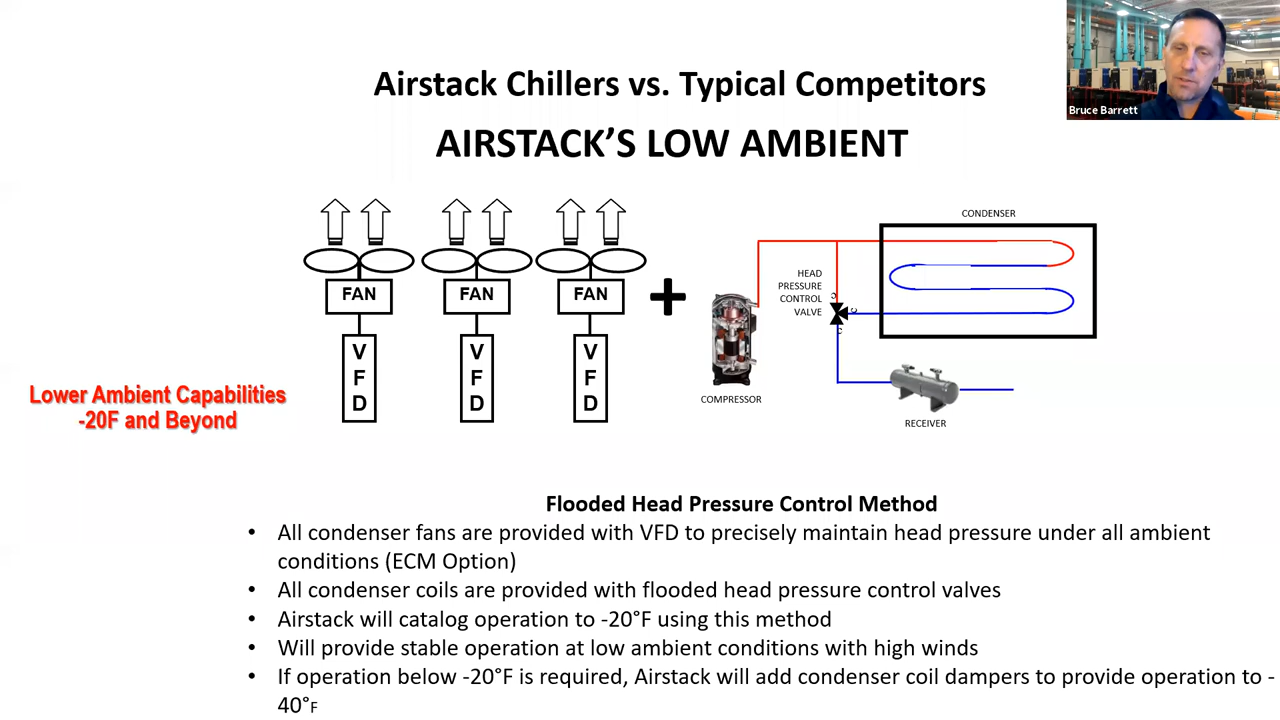 Bruce Barrett
Airstack Chillers vs. Typical Competitors
AIRSTACK’S LOW AMBIENT
CONDENSER
HEAD
PRESSURE
CONTROL
VALVE
C
C
C
FAN
FAN
FAN
V
F
D
V
F
D
V
F
D
COMPRESSOR
RECEIVER
Lower Ambient Capabilities
-20F and Beyond
Flooded Head Pressure Control Method
• All condenser fans are provided with VFD to precisely maintain head pressure under all ambient
conditions (ECM Option)
• All condenser coils are provided with flooded head pressure control valves
• Airstack will catalog operation to -20°F using this method
• Will provide stable operation at low ambient conditions with high winds
• If operation below -20°F is required, Airstack will add condenser coil dampers to provide operation to -
40°F